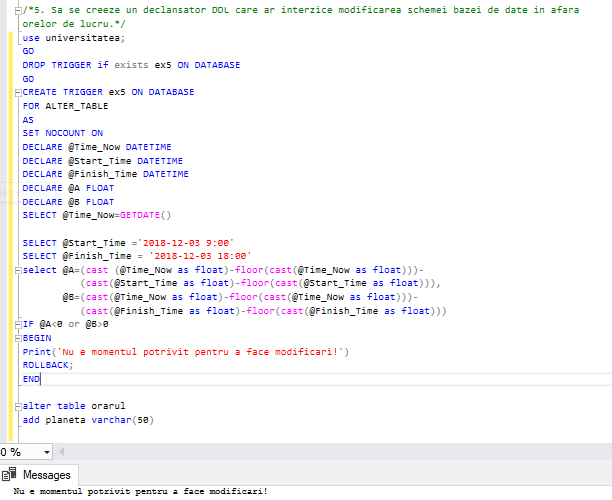 /*5. Sa se creeze un declansator DDL care ar interzice modificarea schemei bazei de date in afara
orelor de lucru.*/
use universitatea;
GO
DROP TRIGGER if exists ex5 ON DATABASE
GO
CREATE TRIGGER ex5 ON DATABASE
FOR ALTER_TABLE
AS
SET NOCOUNT ON
DECLARE @Time_Now DATETIME
DECLARE @Start_Time DATETIME
DECLARE @Finish_Time DATETIME
DECLARE @A FLOAT
DECLARE @B FLOAT
SELECT @Time_Now=GETDATE()
SELECT @Start_Time ='2018-12-03 9:00'
SELECT @Finish_Time = '2018-12-03 18:00'
select @A=(cast (@Time_Now as float)-floor(cast(@Time_Now as float)))-
(cast(@Start_Time as float)-floor(cast(@Start_Time as float))),
@B=(cast(@Time_Now as float)-floor(cast(@Time_Now as float)))-
(cast(@Finish_Time as float)-floor(cast(@Finish_Time as float)))
IF @A<0 or @B>0
BEGIN
Print('Nu e momentul potrivit pentru a face modificari!')
ROLLBACK;
END
alter table orarul
add planeta varchar(50)
0 %
Messages
Nu e momentul potrivit pentru a face modificari!